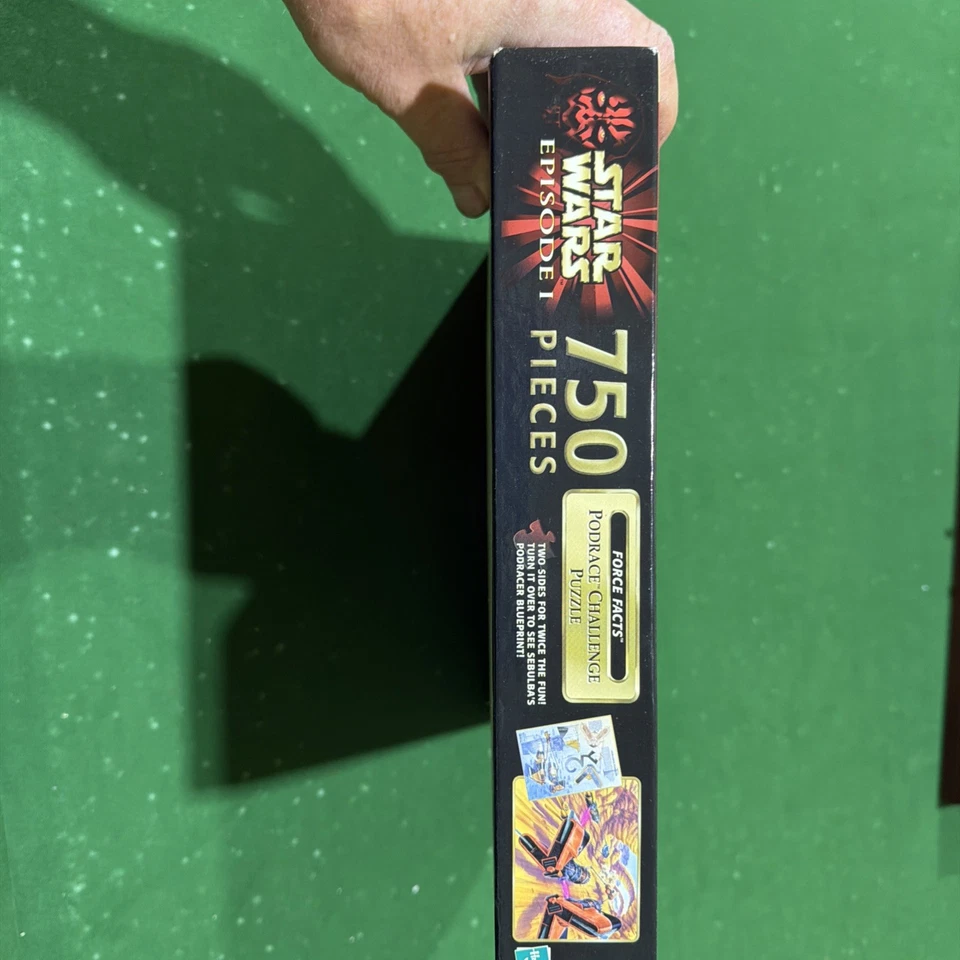 STAR
WARS
EPISODE I
750
PIECES
FORCE FACTS™
PODRACE™ CHALLENGE
PUZZLE
TWO SIDES FOR TWICE THE FUN!
TURN IT OVER TO SEE SEBULBA'S
PODRACER BLUEPRINT!